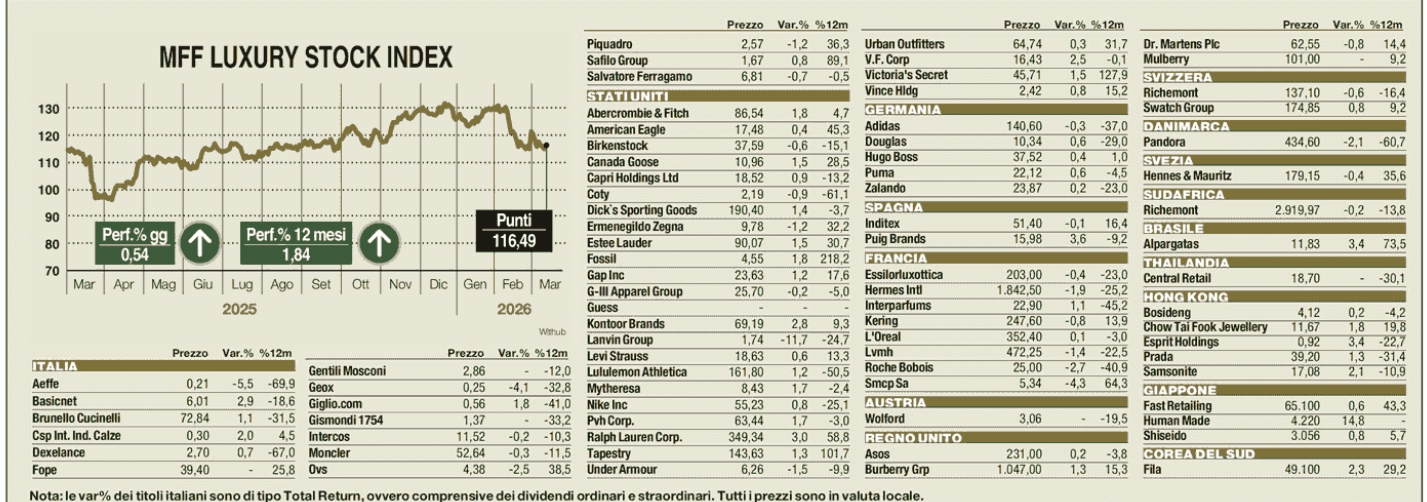 MFF LUXURY STOCK INDEX
130
120
110
100
90
80
70
Perf.% gg
0,54
Perf.% 12 mesi
1,84
Punti
116,49
Mar Apr Mag Giu Lug Ago Set Ott Nov Dic Gen Feb Mar
2025 2026
Withub
Prezzo Var.% %12m
ITALIA
Aeffe 0,21 -5,5 -69,9
Basicnet 6,01 2,9 -18,6
Brunello Cucinelli 72,84 1,1 -31,5
Csp Int. Ind. Calze 0,30 2,0 4,5
Dexelance 2,70 0,7 -67,0
Fope 39,40 - 25,8
Prezzo Var.% %12m
Gentili Mosconi 2,86 - -12,0
Geox 0,25 -4,1 -32,8
Giglio.com 0,56 1,8 -41,0
Gismondi 1754 1,37 - -33,2
Intercos 11,52 -0,2 -10,3
Moncler 52,64 -0,3 -11,5
Ovs 4,38 -2,5 38,5
Prezzo Var.% %12m
Piquadro 2,57 -1,2 36,3
Safilo Group 1,67 0,8 89,1
Salvatore Ferragamo 6,81 -0,7 -0,5
STATI UNITI
Abercrombie & Fitch 86,54 1,8 4,7
American Eagle 17,48 0,4 45,3
Birkenstock 37,59 -0,6 -15,1
Canada Goose 10,96 1,5 28,5
Capri Holdings Ltd 18,52 0,9 -13,2
Coty 2,19 -0,9 -61,1
Dick`s Sporting Goods 190,40 1,4 -3,7
Ermenegildo Zegna 9,78 -1,2 32,2
Estee Lauder 90,07 1,5 30,7
Fossil 4,55 1,8 218,2
Gap Inc 23,63 1,2 17,6
G-III Apparel Group 25,70 -0,2 -5,0
Guess - - -
Kontoor Brands 69,19 2,8 9,3
Lanvin Group 1,74 -11,7 -24,7
Levi Strauss 18,63 0,6 13,3
Lululemon Athletica 161,80 1,2 -50,5
Mytheresa 8,43 1,7 -2,4
Nike Inc 55,23 0,8 -25,1
Pvh Corp. 63,44 1,7 -3,0
Ralph Lauren Corp. 349,34 3,0 58,8
Tapestry 143,63 1,3 101,7
Under Armour 6,26 -1,5 -9,9
Prezzo Var.% %12m
Urban Outfitters 64,74 0,3 31,7
V.F. Corp 16,43 2,5 -0,1
Victoria's Secret 45,71 1,5 127,9
Vince Hldg 2,42 0,8 15,2
GERMANIA
Adidas 140,60 -0,3 -37,0
Douglas 10,34 0,6 -29,0
Hugo Boss 37,52 0,4 1,0
Puma 22,12 0,6 -4,5
Zalando 23,87 0,2 -23,0
SPAGNA
Inditex 51,40 -0,1 16,4
Puig Brands 15,98 3,6 -9,2
FRANCIA
Essilorluxottica 203,00 -0,4 -23,0
Hermes Intl 1.842,50 -1,9 -25,2
Interparfums 22,90 1,1 -45,2
Kering 247,60 -0,8 13,9
L'Oreal 352,40 0,1 -3,0
Lvmh 472,25 -1,4 -22,5
Roche Bobois 25,00 -2,7 -40,9
Smcp Sa 5,34 -4,3 64,3
AUSTRIA
Wolford 3,06 - -19,5
REGNO UNITO
Asos 231,00 0,2 -3,8
Burberry Grp 1.047,00 1,3 15,3
Prezzo Var.% %12m
Dr. Martens Plc 62,55 -0,8 14,4
Mulberry 101,00 - 9,2
SVIZZERA
Richemont 137,10 -0,6 -16,4
Swatch Group 174,85 0,8 9,2
DANIMARCA
Pandora 434,60 -2,1 -60,7
SVEZIA
Hennes & Mauritz 179,15 -0,4 35,6
SUDAFRICA
Richemont 2.919,97 -0,2 -13,8
BRASILE
Alpargatas 11,83 3,4 73,5
THAILANDIA
Central Retail 18,70 - -30,1
HONG KONG
Bosideng 4,12 0,2 -4,2
Chow Tai Fook Jewellery 11,67 1,8 19,8
Esprit Holdings 0,92 3,4 -22,7
Prada 39,20 1,3 -31,4
Samsonite 17,08 2,1 -10,9
GIAPPONE
Fast Retailing 65.100 0,6 43,3
Human Made 4.220 14,8 -
Shiseido 3.056 0,8 5,7
COREA DEL SUD
Fila 49.100 2,3 29,2
Nota: le var% dei titoli italiani sono di tipo Total Return, ovvero comprensive dei dividendi ordinari e straordinari. Tutti i prezzi sono in valuta locale.